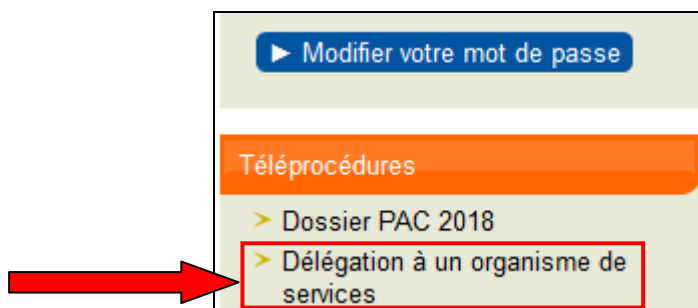 ► Modifier votre mot de passe
Téléprocédures
➤ Dossier PAC 2018
➤ Délégation à un organisme de
services